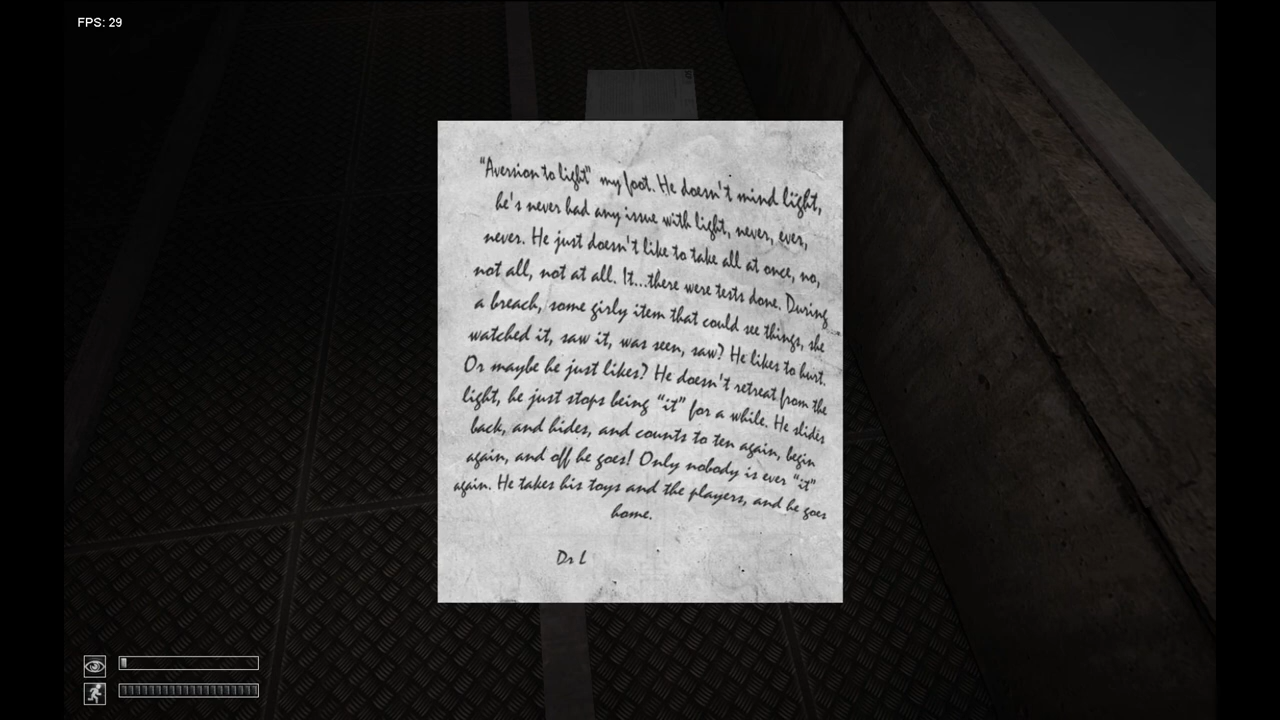 FPS: 29
"Aversion to light" my foot. He doesn't mind light,
he's never had any issue with light, never, ever,
never. He just doesn't like to take all at once, no,
not all, not at all. It...there were tests done. During
a breach, some girly item that could see things, she
watched it, saw it, was seen, saw? He likes to hurt.
Or maybe he just likes? He doesn't retreat from the
light, he just stops being "it" for a while. He slides
back, and hides, and counts to ten again, begin
again, and off he goes! Only nobody is ever "it"
again. He takes his toys and the players, and he goes
home.
Dr L